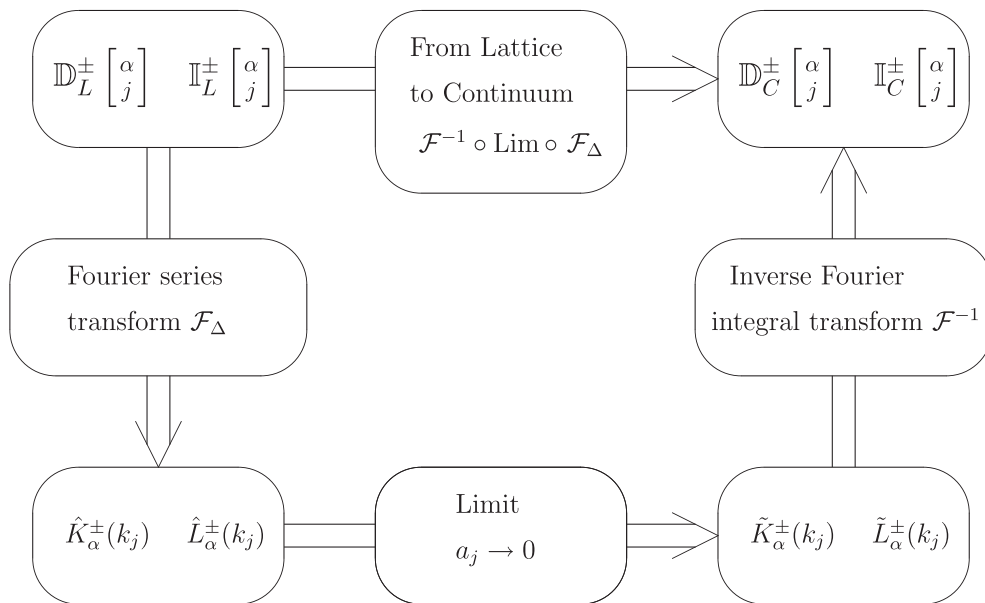 𝔻_L^± [α j] 𝕀_L^± [α j]
From Lattice
to Continuum
ℱ^{-1} ∘ Lim ∘ ℱ_Δ
𝔻_C^± [α j] 𝕀_C^± [α j]
Fourier series
transform ℱ_Δ
Inverse Fourier
integral transform ℱ^{-1}
K̂_α^±(k_j) L̂_α^±(k_j)
Limit
a_j → 0
K̃_α^±(k_j) L̃_α^±(k_j)